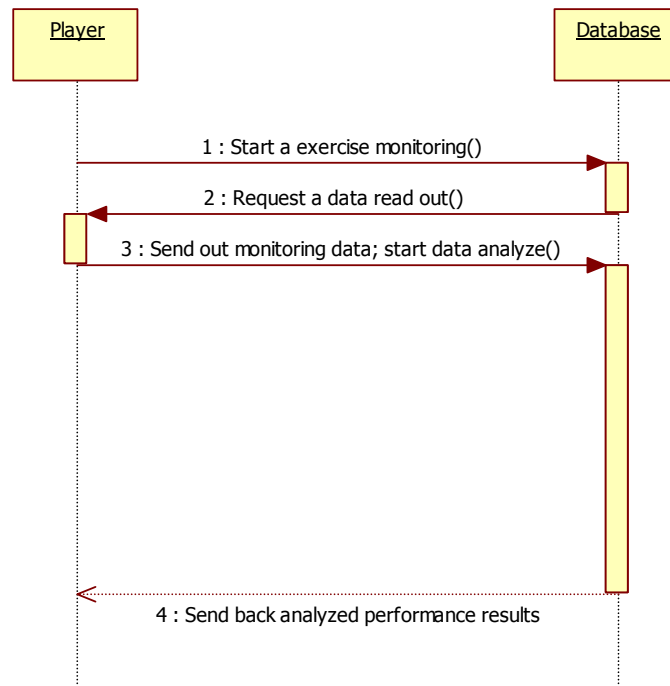 Player
Database
1 : Start a exercise monitoring()
2 : Request a data read out()
3 : Send out monitoring data; start data analyze()
4 : Send back analyzed performance results